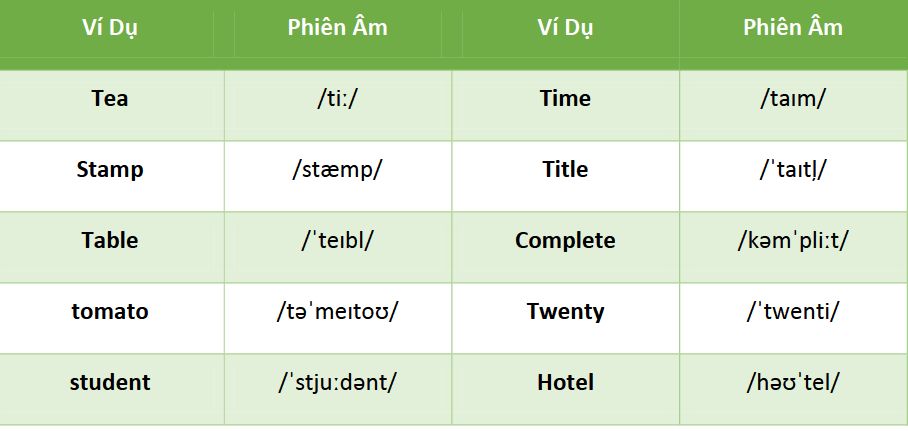 Ví Dụ Phiên Âm Ví Dụ Phiên Âm
Tea /tiː/ Time /taɪm/
Stamp /stæmp/ Title /ˈtaɪtl̩/
Table /ˈteɪbl/ Complete /kəmˈpliːt/
tomato /təˈmeɪtoʊ/ Twenty /ˈtwenti/
student /ˈstjuːdənt/ Hotel /həʊˈtel/